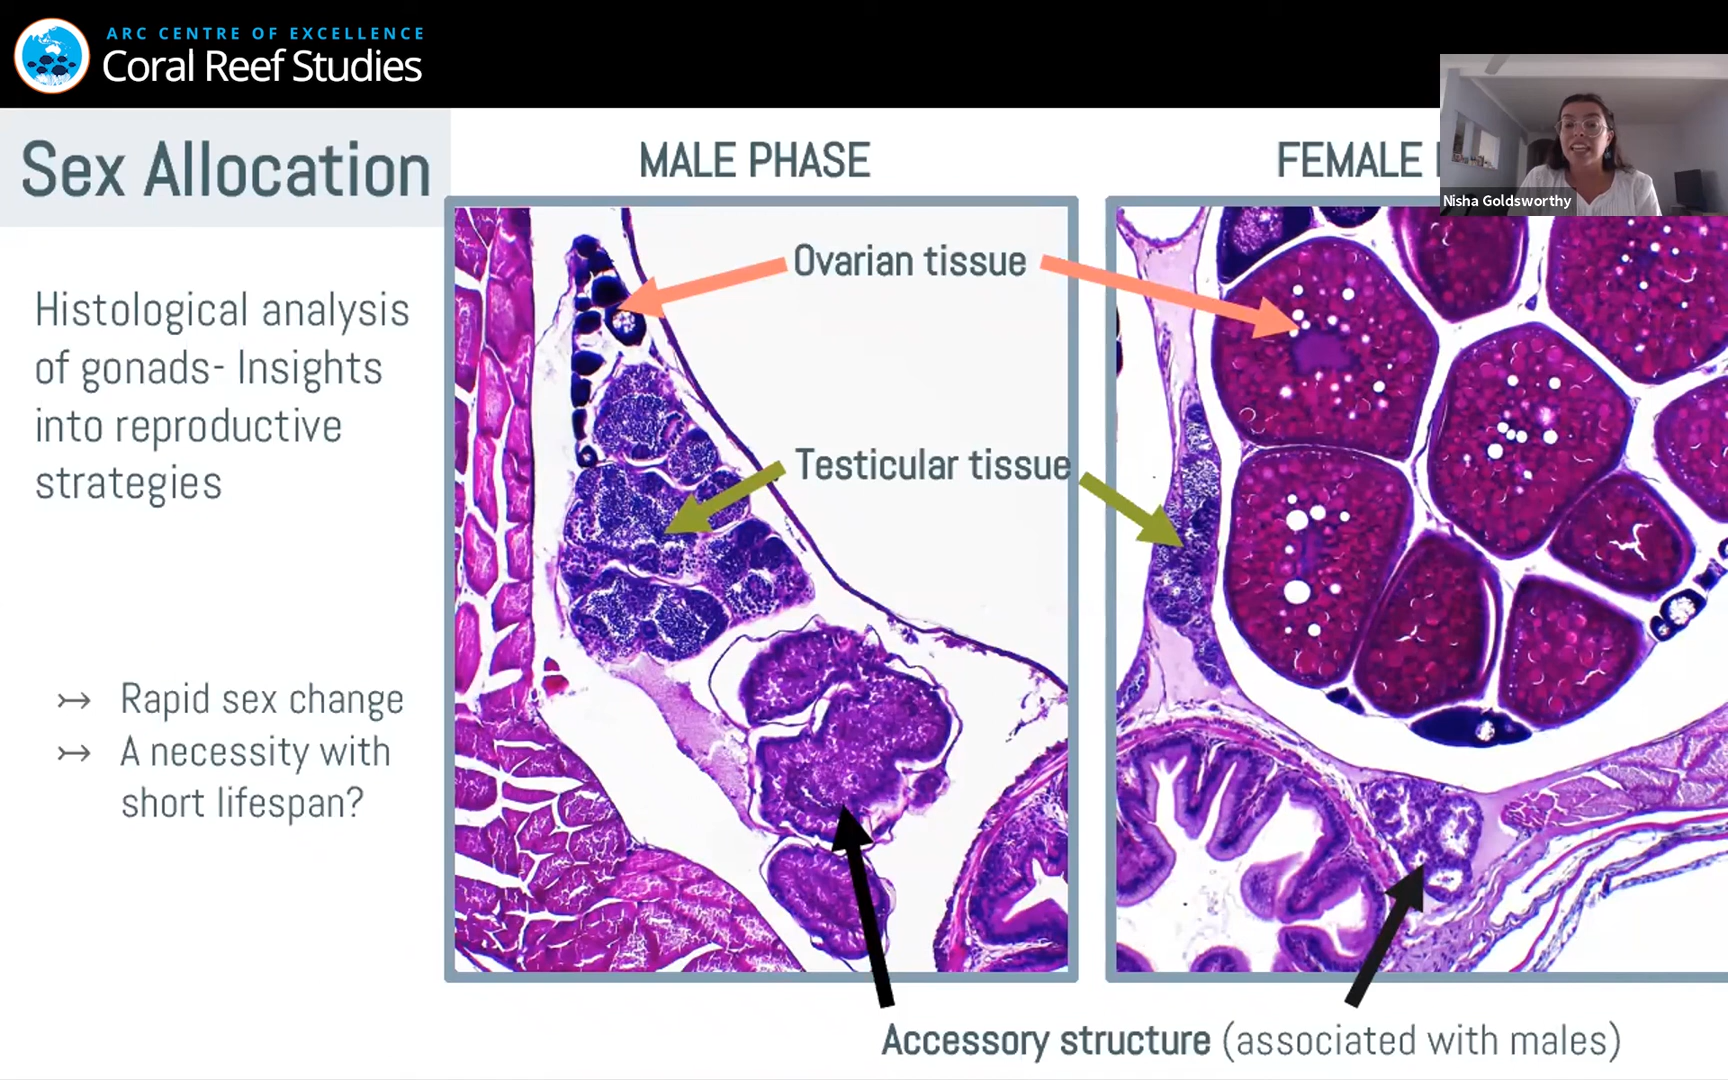 ARC CENTRE OF EXCELLENCE
Coral Reef Studies
Nisha Goldsworthy
Sex Allocation
MALE PHASE
FEMALE
Histological analysis
of gonads- Insights
into reproductive
strategies
Ovarian tissue
Testicular tissue
↣ Rapid sex change
↣ A necessity with
short lifespan?
Accessory structure (associated with males)